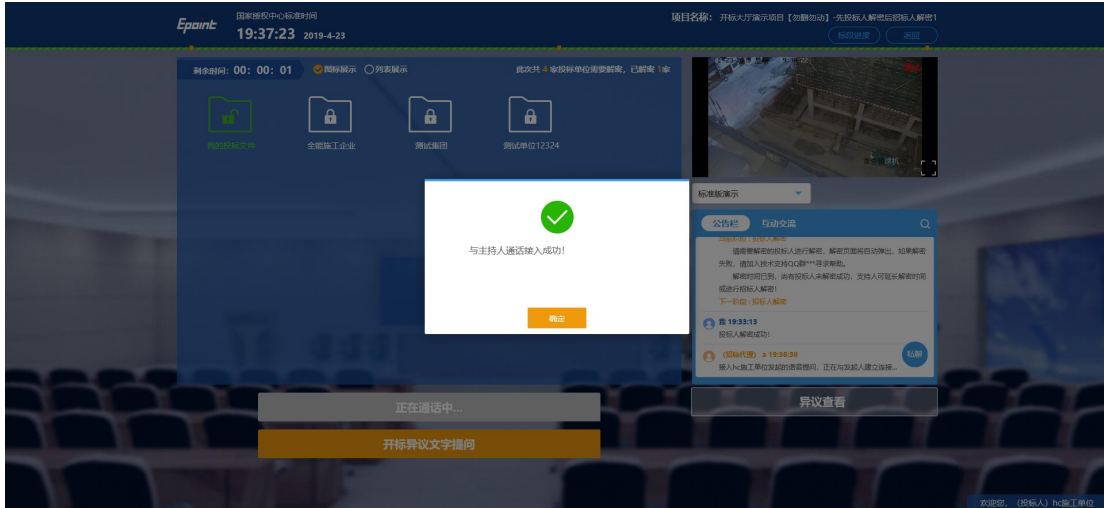 Epoint
国家授权中心标准时间
19:37:23 2019-4-23
项目名称: 开标大厅演示项目【勿删勿动】-先投标人解密后招标人解密1
标段进度
返回
剩余时间: 00: 00: 01
图标展示 列表展示
此次共 4 家投标单位需要解密, 已解密 1家
我的投标文件
全能施工企业
测试集团
测试单位12324
标准版演示
公告栏 互动交流
当前阶段: 投标人解密
请需要解密的投标人进行解密, 解密页面将自动弹出, 如果解密
失败, 请加入技术支持QQ群***寻求帮助。
解密时间已到, 尚有投标人未解密成功, 主持人可延长解密时间
或进行招标人解密!
下一阶段: 招标人解密
我 19:33:13
投标人解密成功!
(招标代理) a 19:36:50
接入hc施工单位发起的语音提问, 正在与发起人建立连接...
私聊
与主持人通话接入成功!
确定
正在通话中...
开标异议文字提问
异议查看
欢迎您, (投标人) hc施工单位